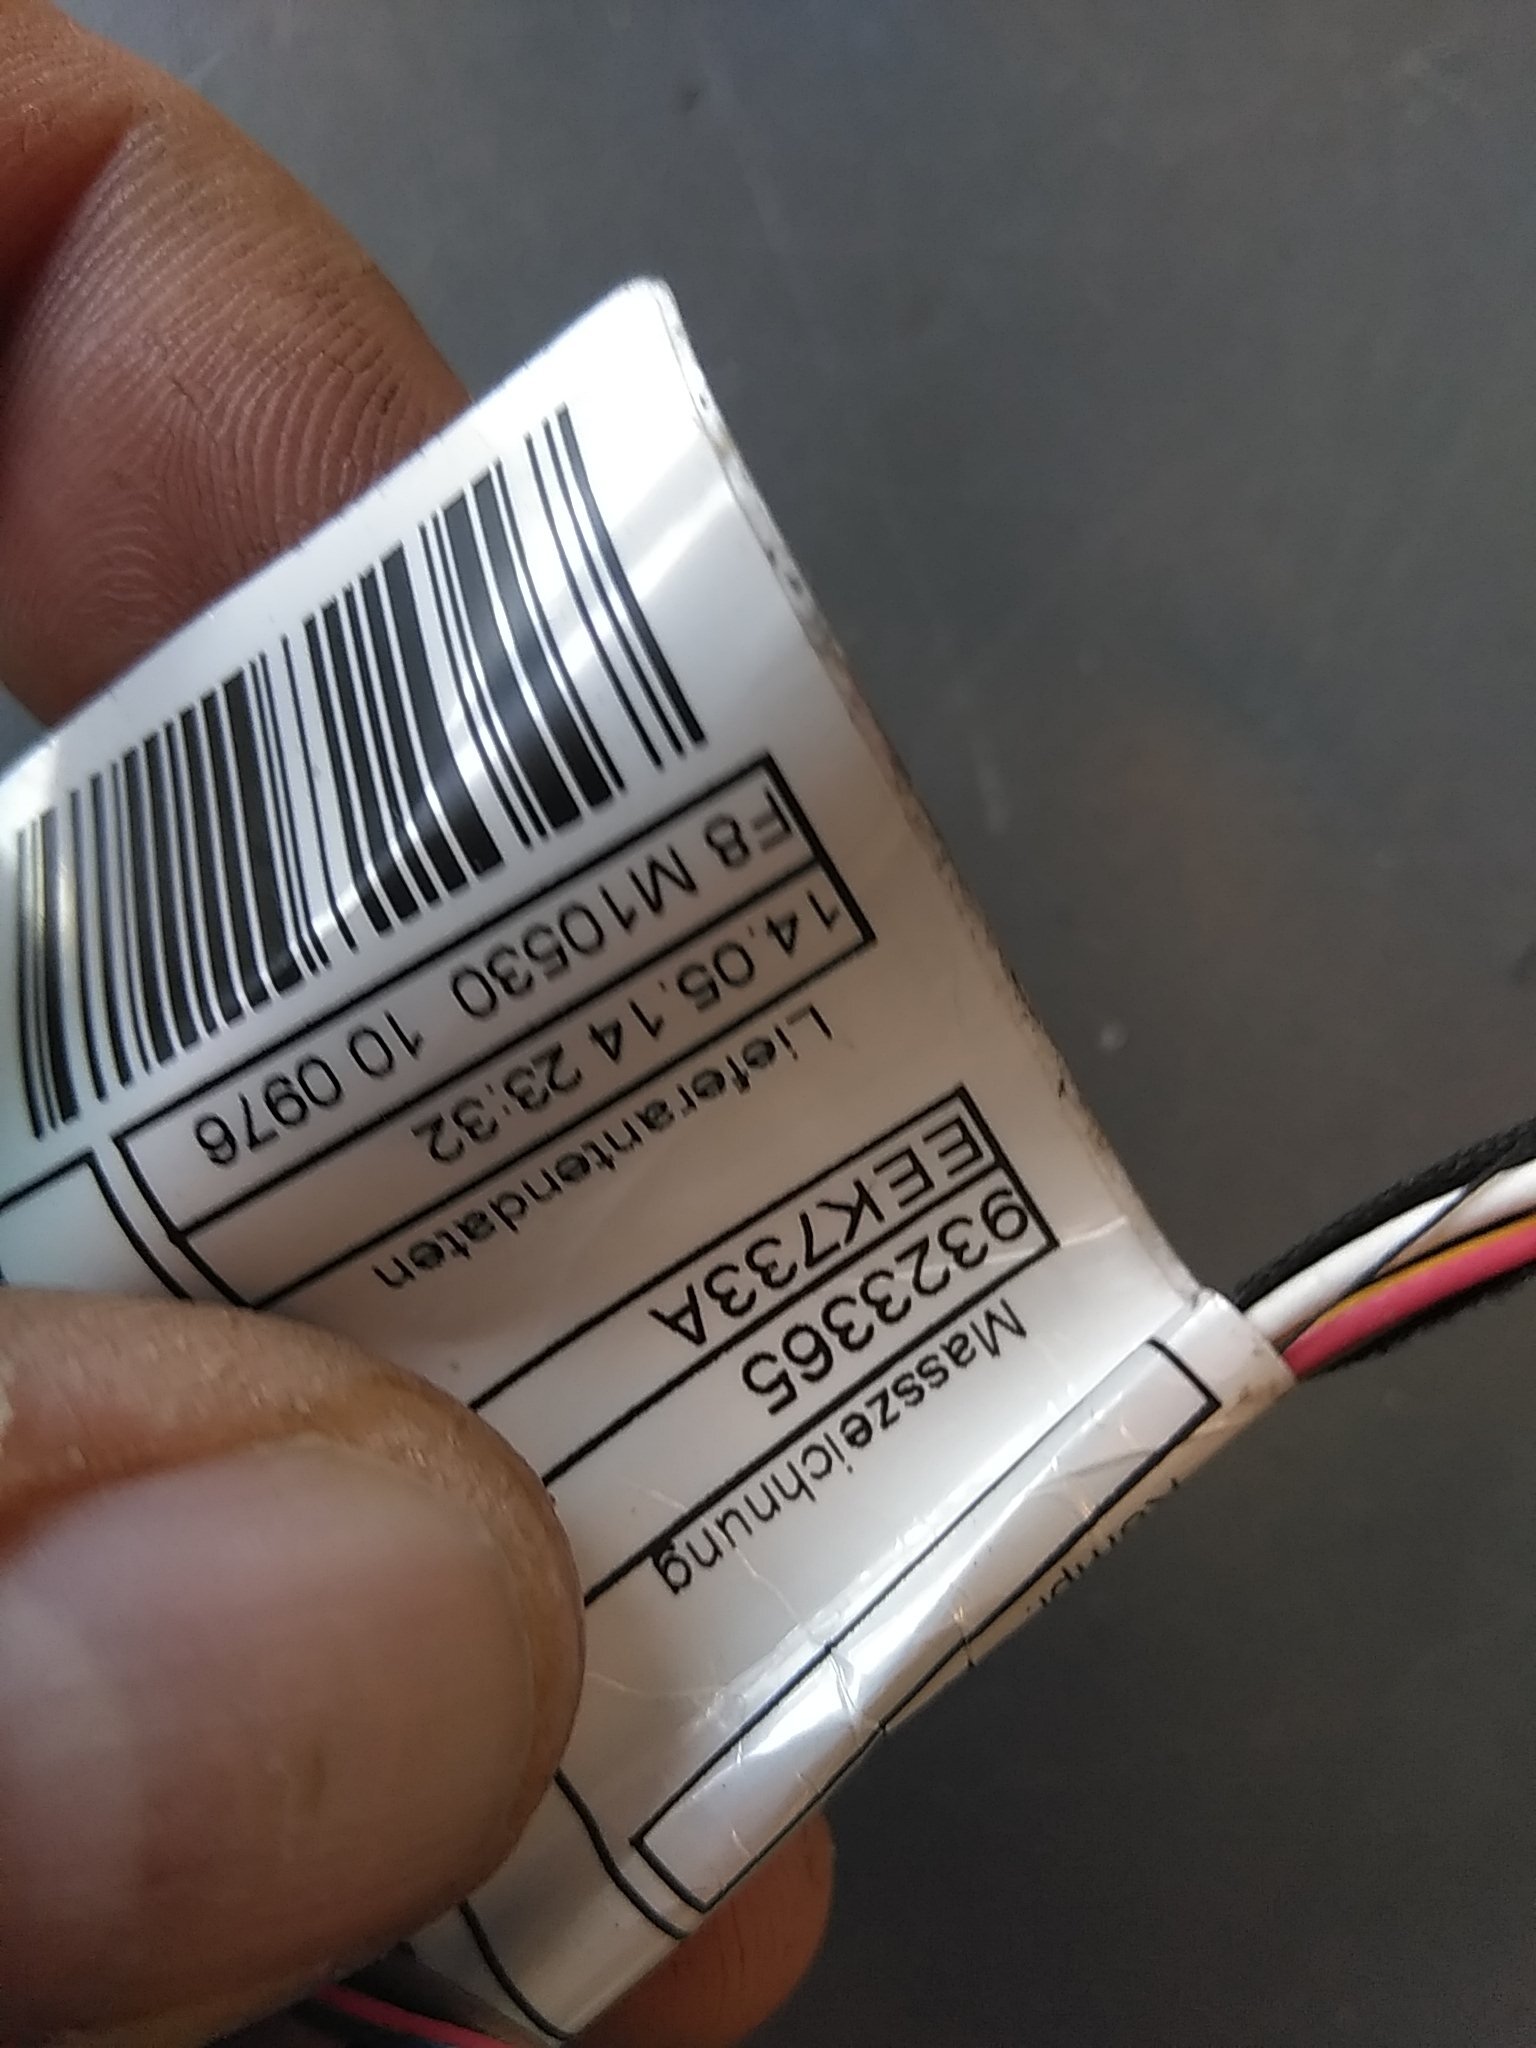 Masszeichnung
9323365
EEK733A
Lieferantendaten
14.05.14 23:32
F8 M10530 10 0976